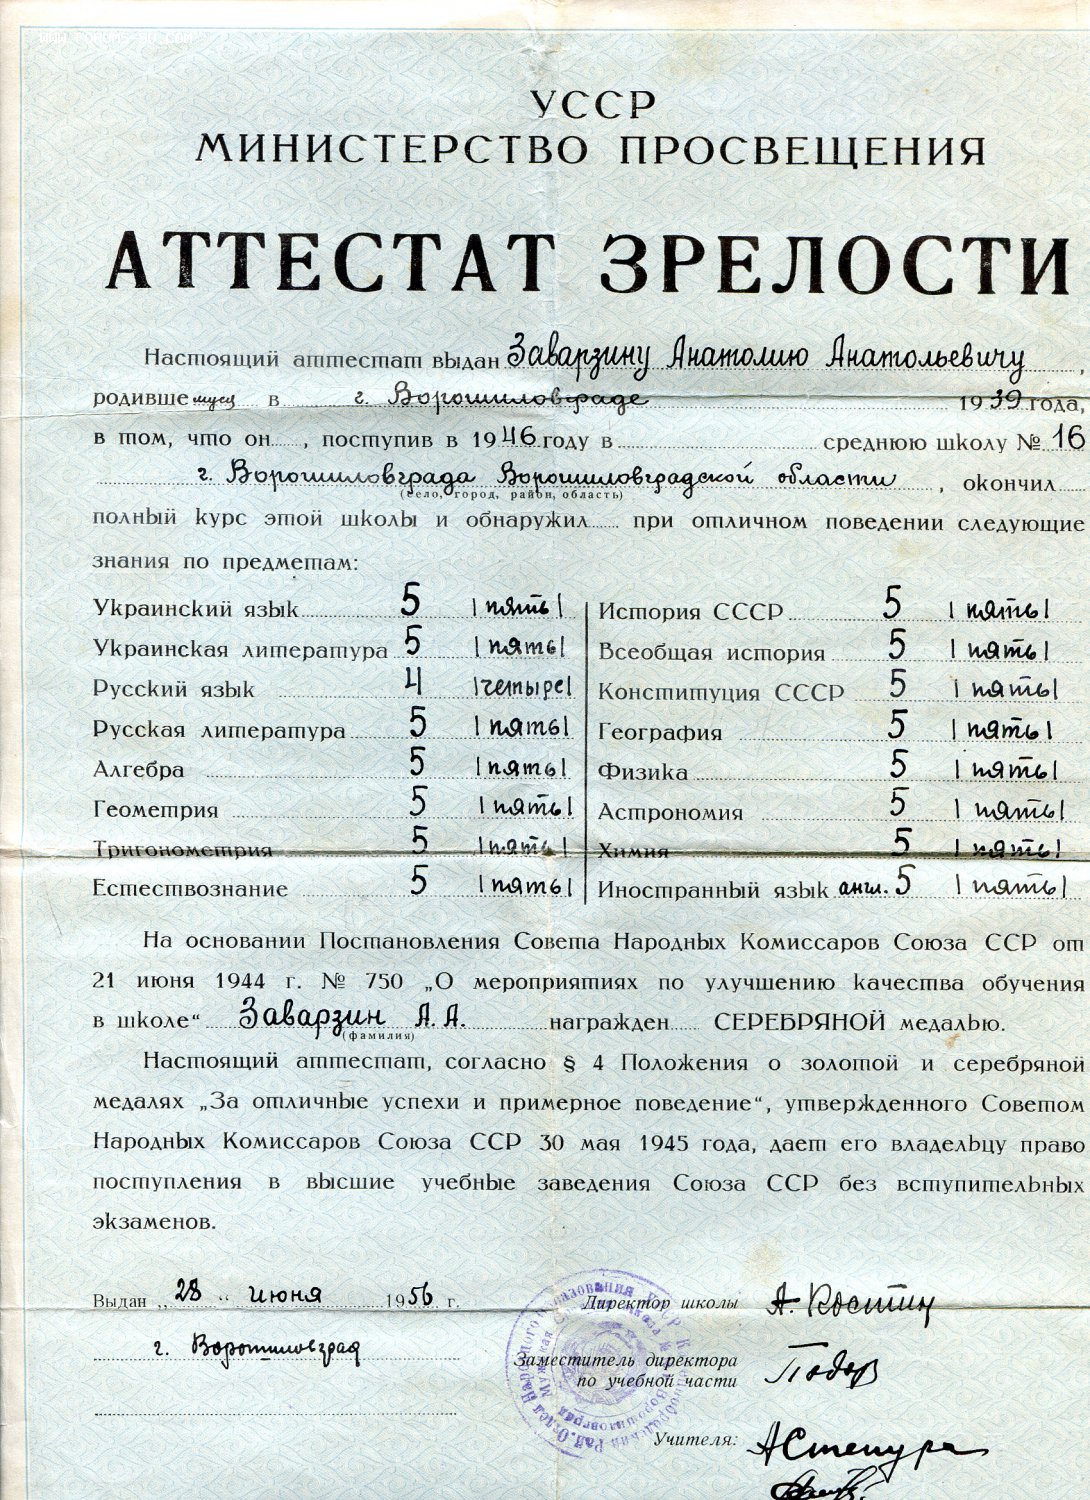 УССР
МИНИСТЕРСТВО ПРОСВЕЩЕНИЯ
АТТЕСТАТ ЗРЕЛОСТИ
Настоящий аттестат выдан Заварзину Анатолию Анатольевичу,
родившемуся в г. Ворошиловграде 1939 года,
в том, что он, поступив в 1946 году в среднюю школу № 16
г. Ворошиловграда Ворошиловградской области, окончил
(село, город, район, область)
полный курс этой школы и обнаружил при отличном поведении следующие
знания по предметам:
Украинский язык 5 |пять|
Украинская литература 5 |пять|
Русский язык 4 |четыре|
Русская литература 5 |пять|
Алгебра 5 |пять|
Геометрия 5 |пять|
Тригонометрия 5 |пять|
Естествознание 5 |пять|
История СССР 5 |пять|
Всеобщая история 5 |пять|
Конституция СССР 5 |пять|
География 5 |пять|
Физика 5 |пять|
Астрономия 5 |пять|
Химия 5 |пять|
Иностранный язык англ. 5 |пять|
На основании Постановления Совета Народных Комиссаров Союза ССР от
21 июня 1944 г. № 750 „О мероприятиях по улучшению качества обучения
в школе“ Заварзин А. А. награжден СЕРЕБРЯНОЙ медалью.
(фамилия)
Настоящий аттестат, согласно § 4 Положения о золотой и серебряной
медалях „За отличные успехи и примерное поведение“, утвержденного Советом
Народных Комиссаров Союза ССР 30 мая 1945 года, дает его владельцу право
поступления в высшие учебные заведения Союза ССР без вступительных
экзаменов.
Выдан „28“ июня 1956 г.
г. Ворошиловград
Директор школы А. Костин
Заместитель директора
по учебной части
Учителя: АСтепура